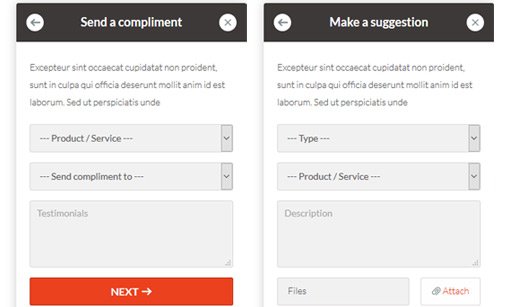 Send a compliment
Excepteur sint occaecat cupidatat non proident,
sunt in culpa qui officia deserunt mollit anim id est
laborum. Sed ut perspiciatis unde
--- Product / Service ---
--- Send compliment to ---
Testimonials
NEXT
Make a suggestion
Excepteur sint occaecat cupidatat non proident,
sunt in culpa qui officia deserunt mollit anim id est
laborum. Sed ut perspiciatis unde
--- Type ---
--- Product / Service ---
Description
Files
Attach